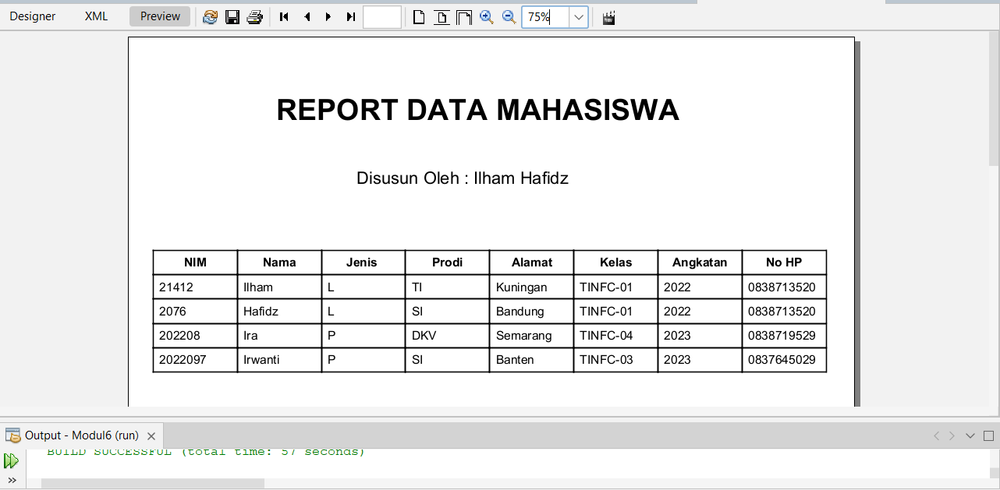 Designer XML Preview 75%
REPORT DATA MAHASISWA
Disusun Oleh : Ilham Hafidz
NIM Nama Jenis Prodi Alamat Kelas Angkatan No HP
21412 Ilham L TI Kuningan TINFC-01 2022 0838713520
2076 Hafidz L SI Bandung TINFC-01 2022 0838713520
202208 Ira P DKV Semarang TINFC-04 2023 0838719529
2022097 Irwanti P SI Banten TINFC-03 2023 0837645029
Output - Modul6 (run)
BUILD SUCCESSFUL (total time: 57 seconds)